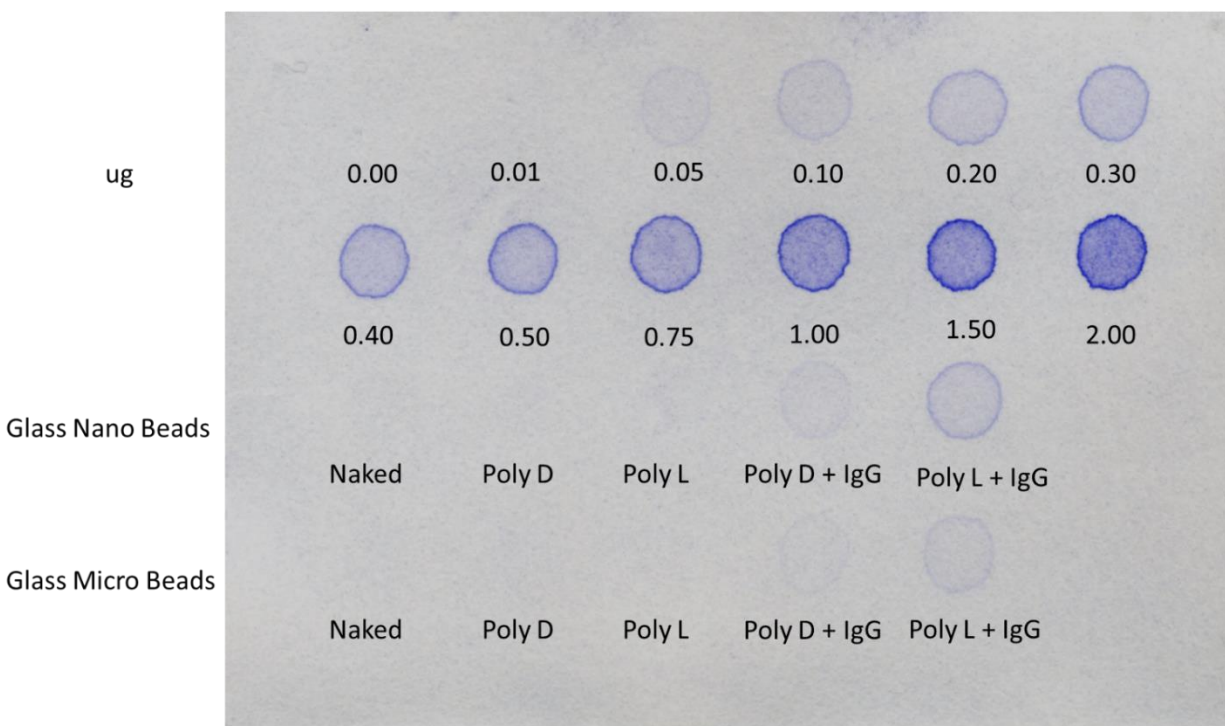 ug 0.00 0.01 0.05 0.10 0.20 0.30
0.40 0.50 0.75 1.00 1.50 2.00
Glass Nano Beads
Naked Poly D Poly L Poly D + IgG Poly L + IgG
Glass Micro Beads
Naked Poly D Poly L Poly D + IgG Poly L + IgG